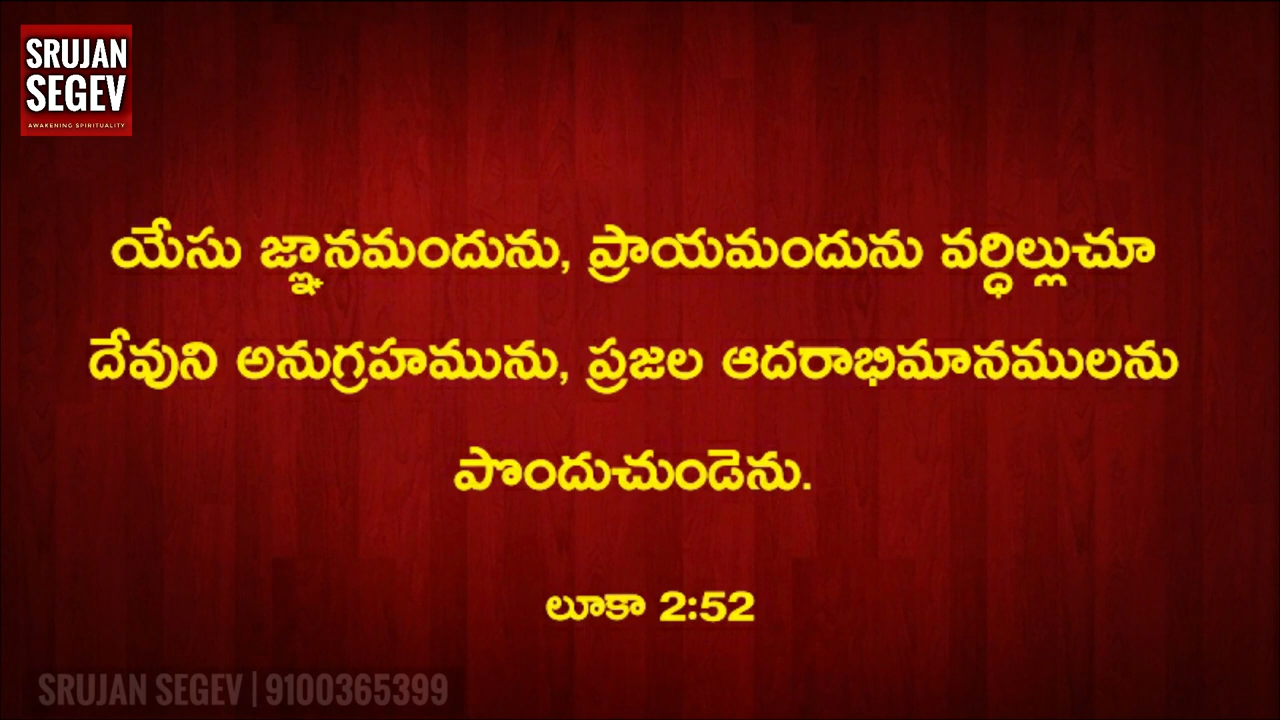 SRUJAN
SEGEV
AWAKENING SPIRITUALITY
యేసు జ్ఞానమందును, ప్రాయమందును వర్ధిల్లుచూ
దేవుని అనుగ్రహమును, ప్రజల ఆదరాభిమానములను
పొందుచుండెను.
లూకా 2:52
SRUJAN SEGEV | 9100365399